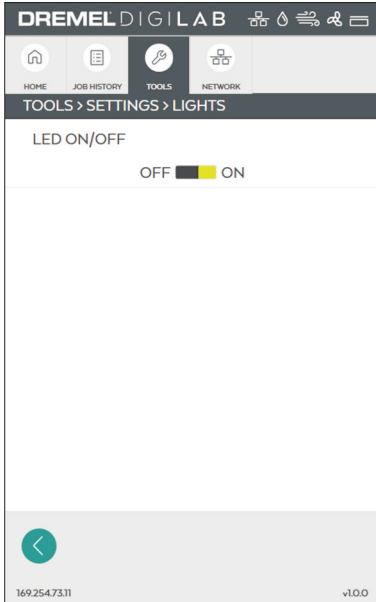 DREMEL DIGILAB
HOME JOB HISTORY TOOLS NETWORK
TOOLS > SETTINGS > LIGHTS
LED ON/OFF
OFF ON
169.254.73.11 v1.0.0